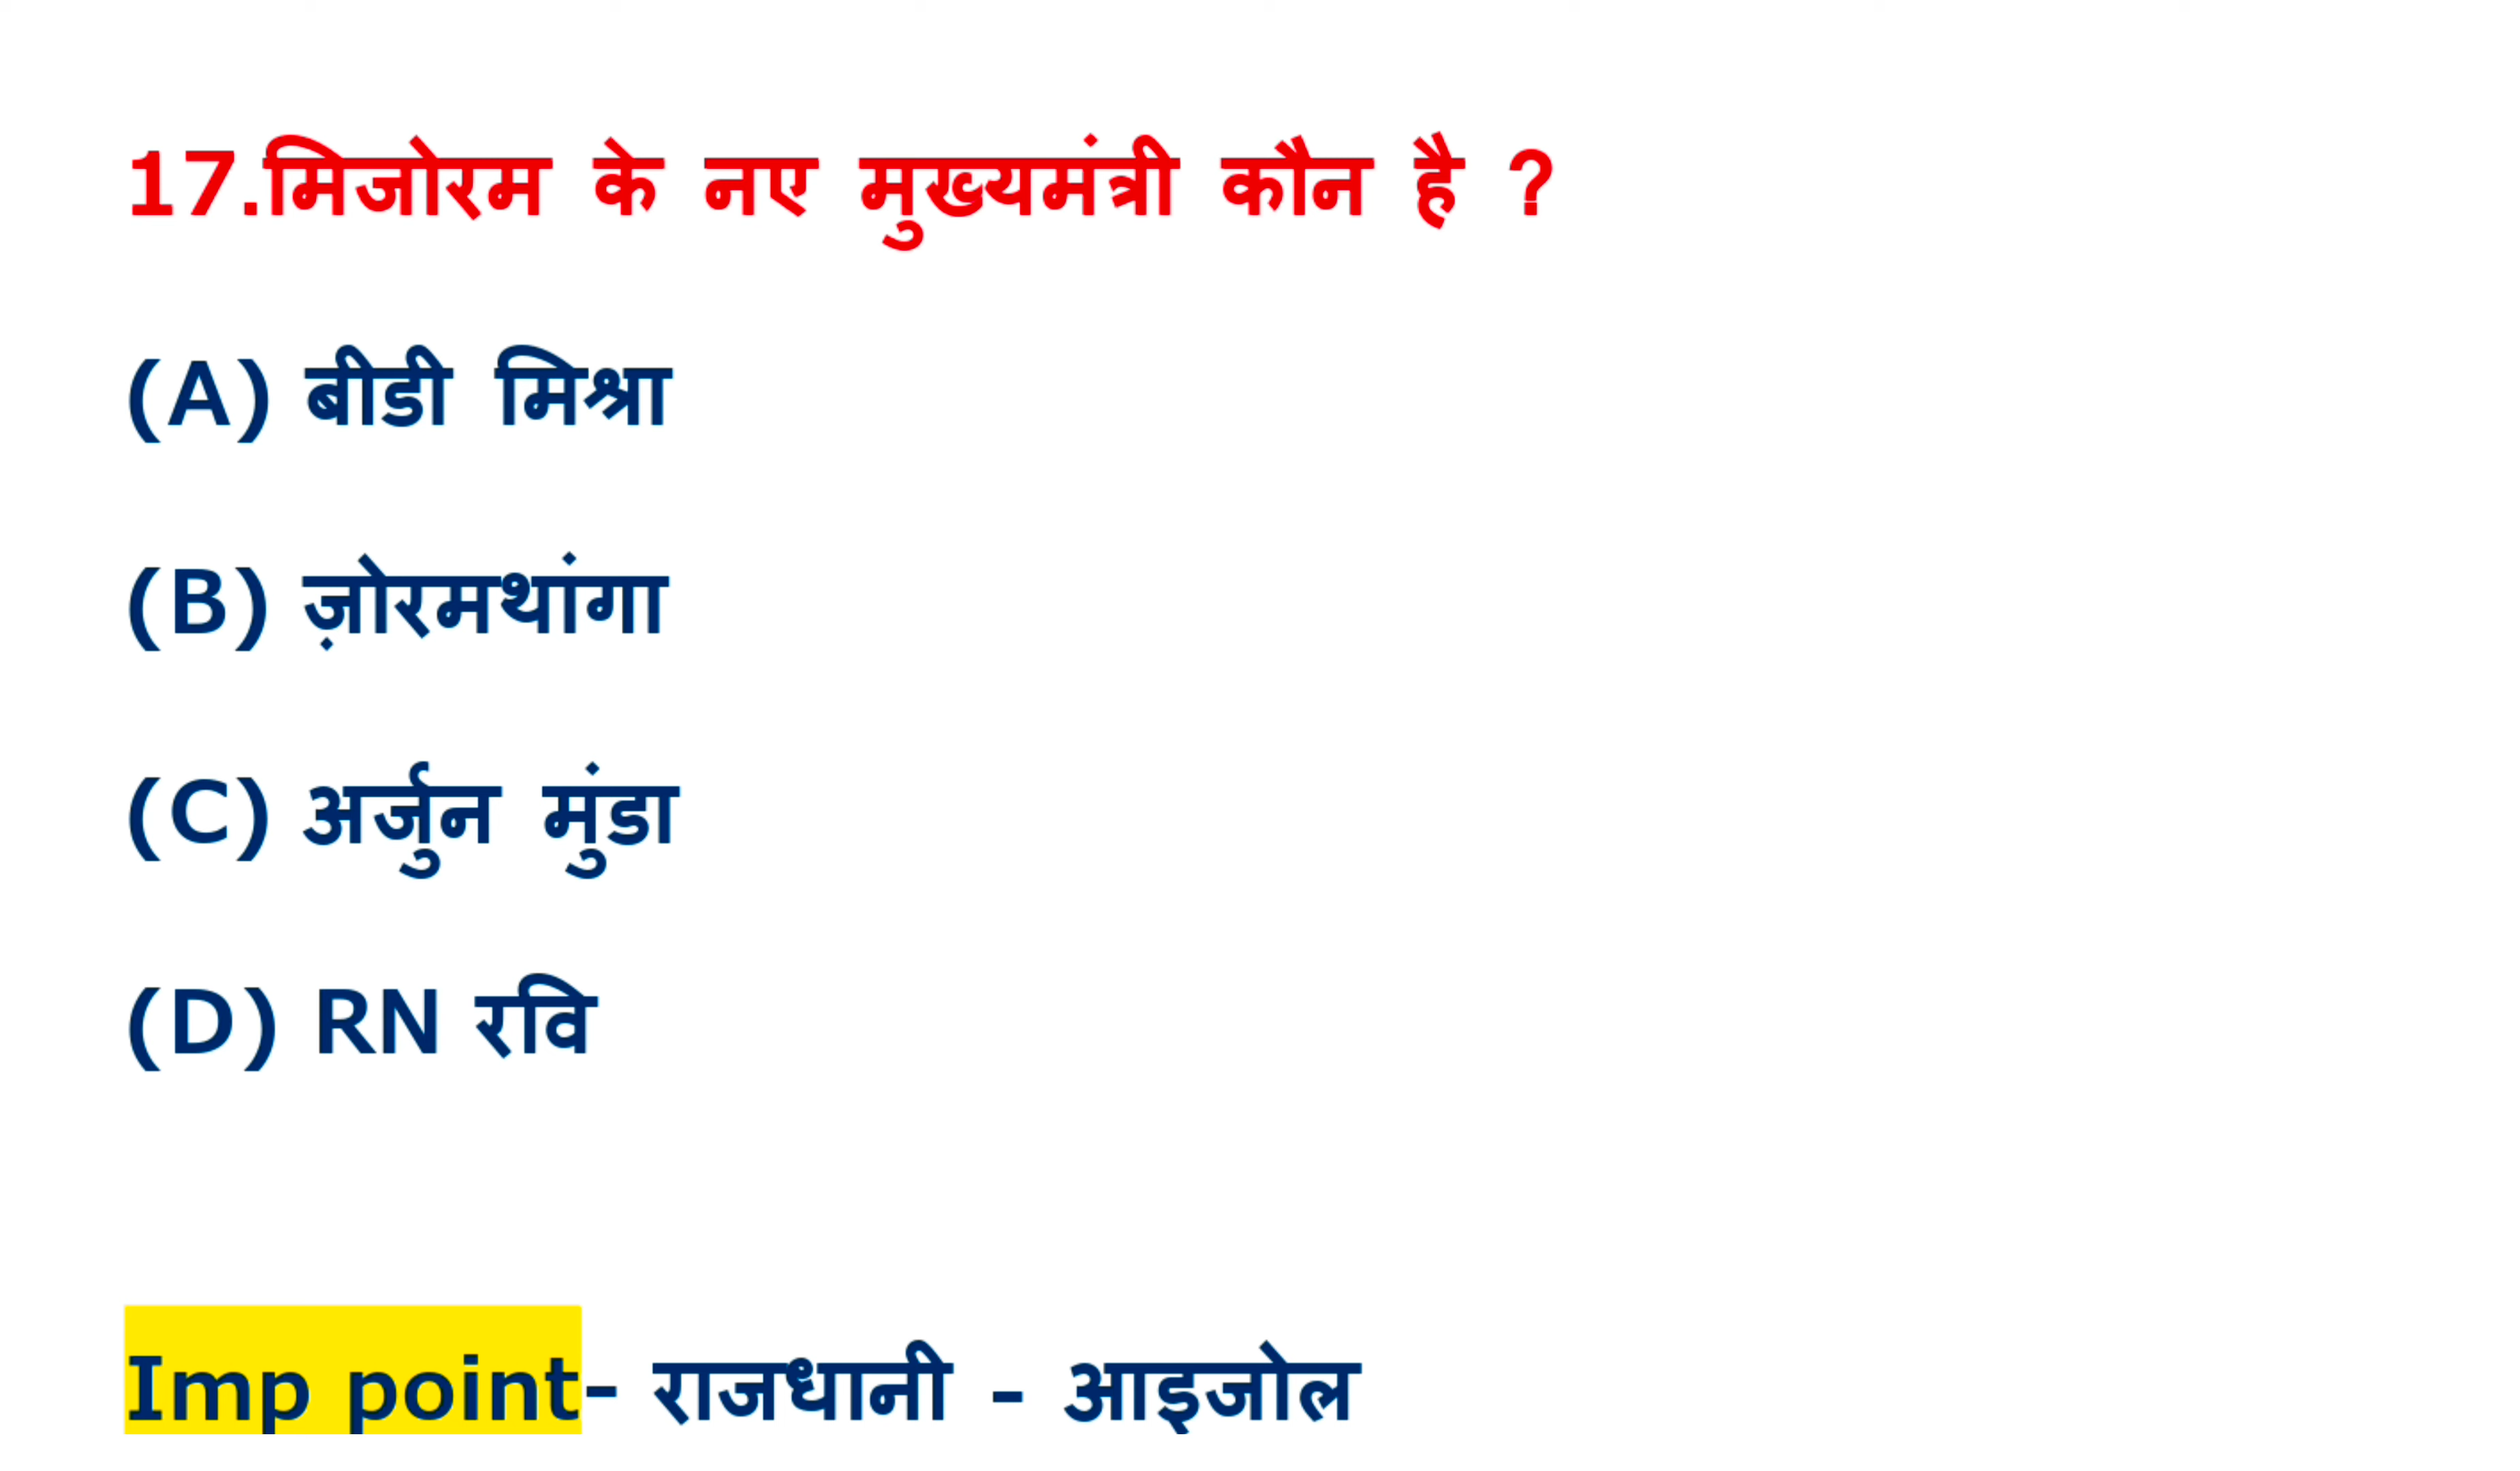 17.मिजोरम के नए मुख्यमंत्री कौन है ?
(A) बीडी मिश्रा
(B) ज़ोरमथांगा
(C) अर्जुन मुंडा
(D) RN रवि
Imp point- राजधानी - आइजोल